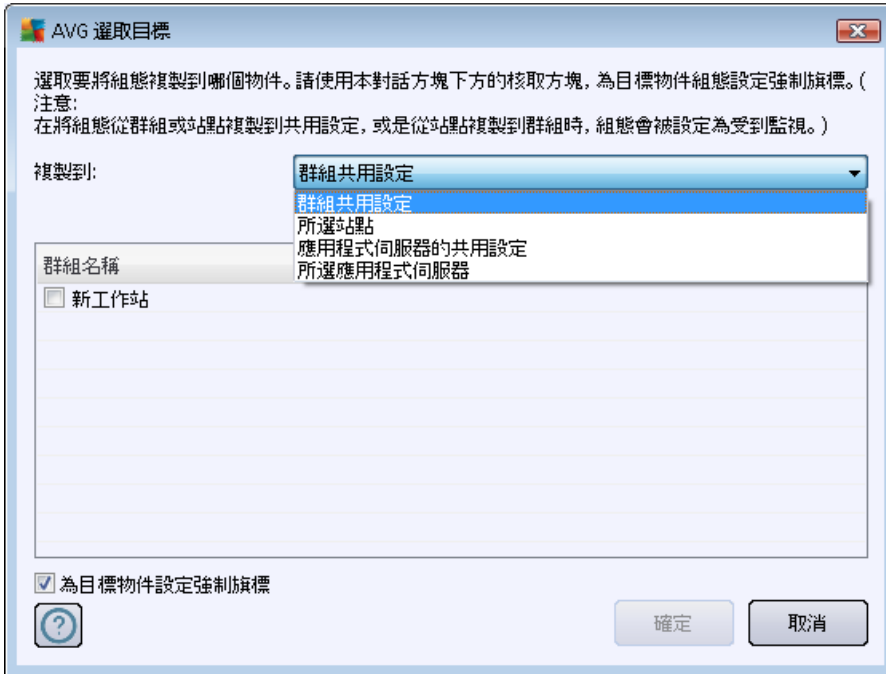 AVG 選取目標
選取要將組態複製到哪個物件。請使用本對話方塊下方的核取方塊, 為目標物件組態設定強制旗標。(
注意:
在將組態從群組或站點複製到共用設定, 或是從站點複製到群組時, 組態會被設定為受到監視。)
複製到:
群組共用設定
群組共用設定
所選站點
應用程式伺服器的共用設定
所選應用程式伺服器
群組名稱
新工作站
為目標物件設定強制旗標
?
確定
取消